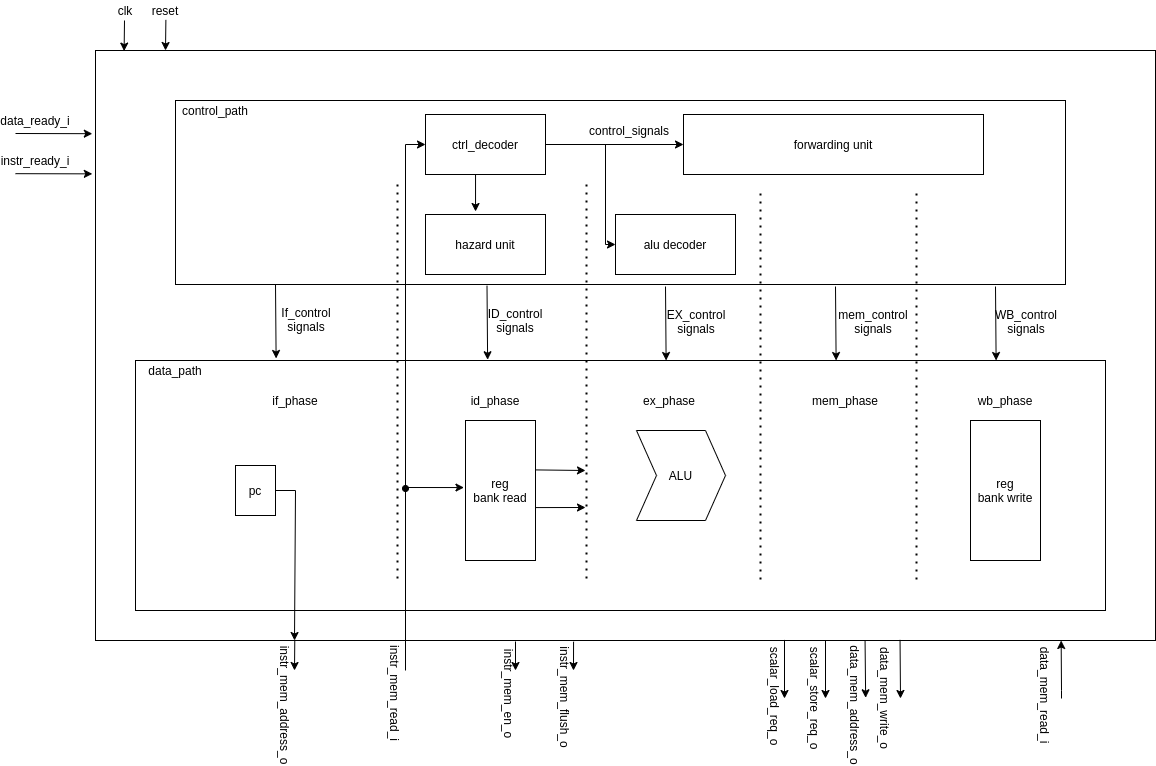 clk
reset
data_ready_i
instr_ready_i
control_path
ctrl_decoder
control_signals
forwarding unit
hazard unit
alu decoder
If_control
signals
ID_control
signals
EX_control
signals
mem_control
signals
WB_control
signals
data_path
if_phase
id_phase
ex_phase
mem_phase
wb_phase
pc
reg
bank read
ALU
reg
bank write
instr_mem_address_o
instr_mem_read_i
instr_mem_en_o
instr_mem_flush_o
scalar_load_req_o
scalar_store_req_o
data_mem_address_o
data_mem_write_o
data_mem_read_i